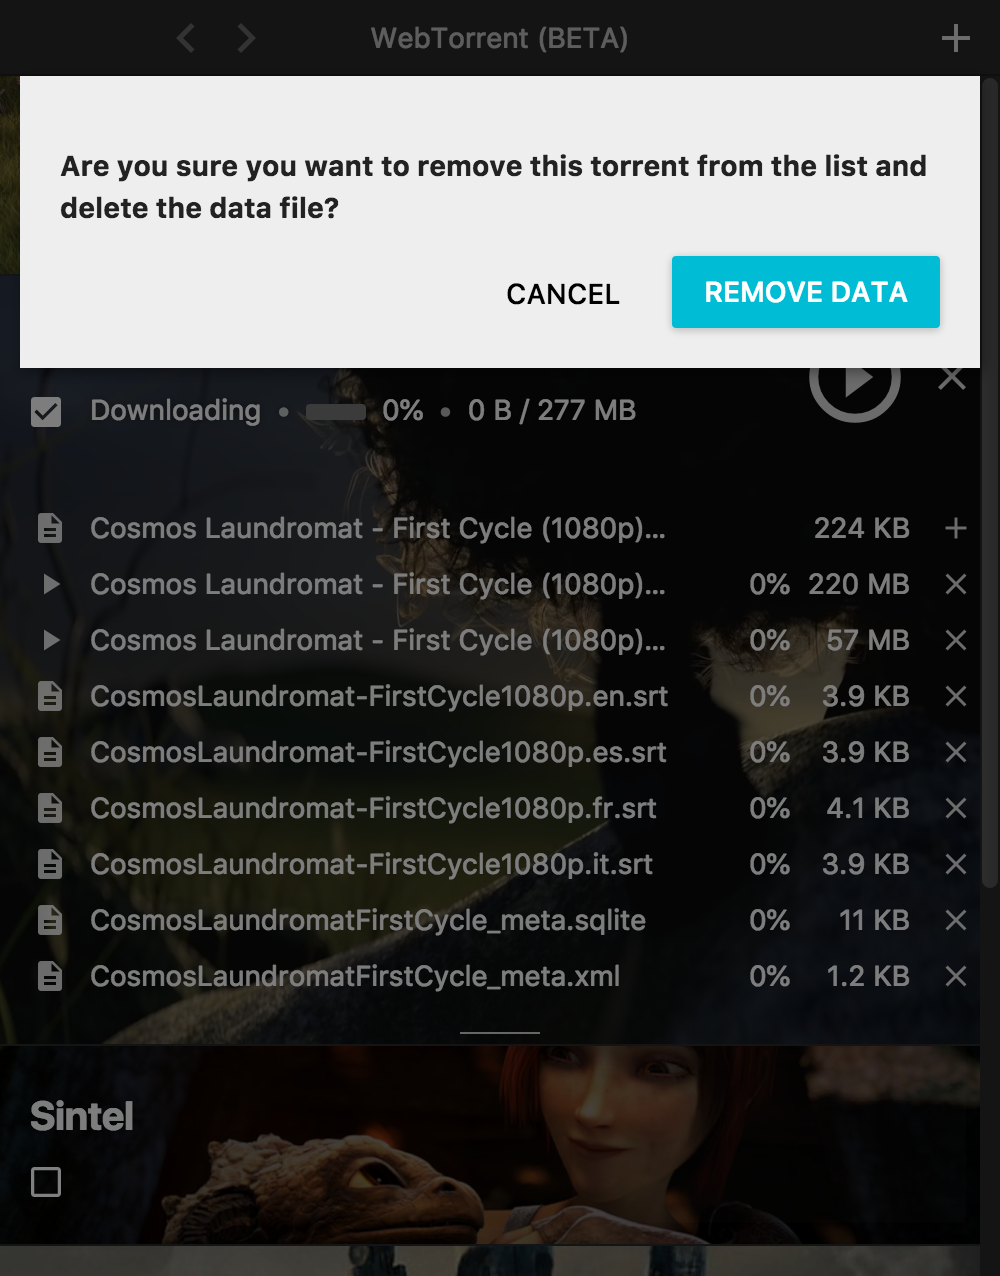 WebTorrent (BETA)
Are you sure you want to remove this torrent from the list and
delete the data file?
CANCEL
REMOVE DATA
Downloading • 0% • 0 B / 277 MB
Cosmos Laundromat - First Cycle (1080p)... 224 KB
Cosmos Laundromat - First Cycle (1080p)... 0% 220 MB
Cosmos Laundromat - First Cycle (1080p)... 0% 57 MB
CosmosLaundromat-FirstCycle1080p.en.srt 0% 3.9 KB
CosmosLaundromat-FirstCycle1080p.es.srt 0% 3.9 KB
CosmosLaundromat-FirstCycle1080p.fr.srt 0% 4.1 KB
CosmosLaundromat-FirstCycle1080p.it.srt 0% 3.9 KB
CosmosLaundromatFirstCycle_meta.sqlite 0% 11 KB
CosmosLaundromatFirstCycle_meta.xml 0% 1.2 KB
Sintel